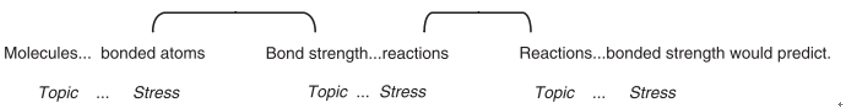 Molecules... bonded atoms Bond strength...reactions Reactions...bonded strength would predict.
Topic ... Stress Topic ... Stress Topic ... Stress